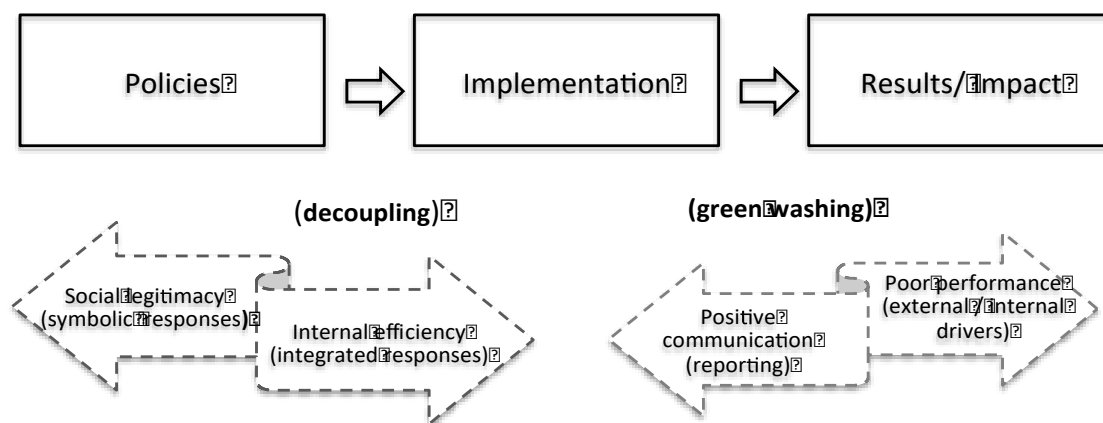 Policies
Implementation
Results/ Impact
(decoupling)
(green washing)
Social legitimacy
(symbolic responses)
Internal efficiency
(integrated responses)
Positive
communication
(reporting)
Poor performance
(external / internal
drivers)